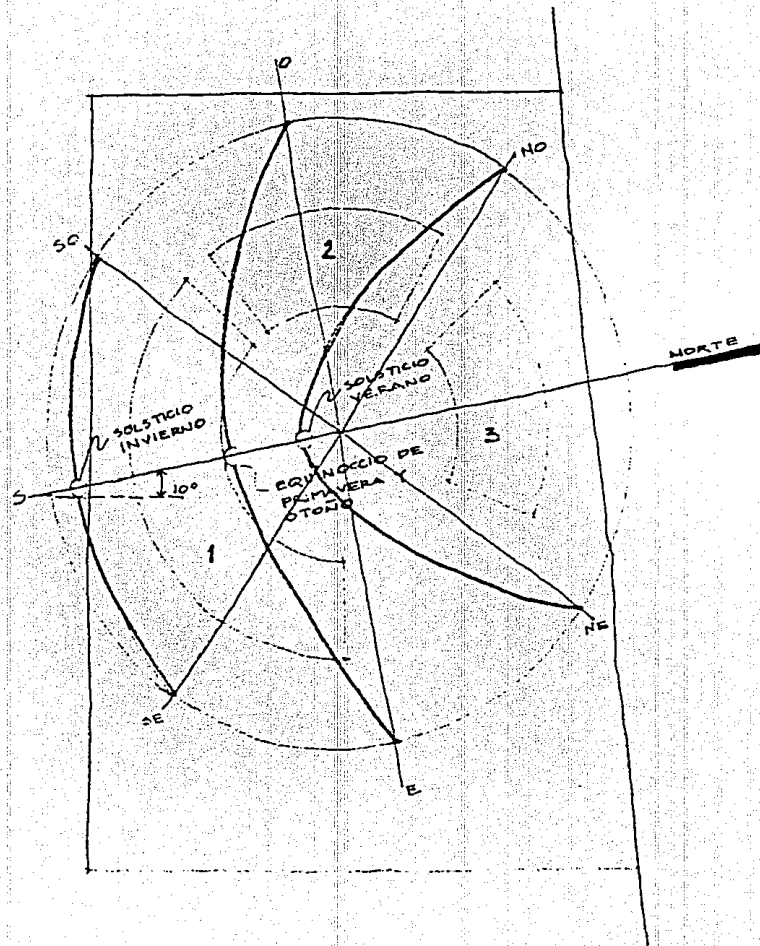 O
NO
SO
2
NORTE
SOLSTICIO
VERANO
SOLSTICIO
INVIERNO
3
EQUINOCCIO DE
PRIMAVERA Y
OTOÑO
S
10°
1
NE
SE
E